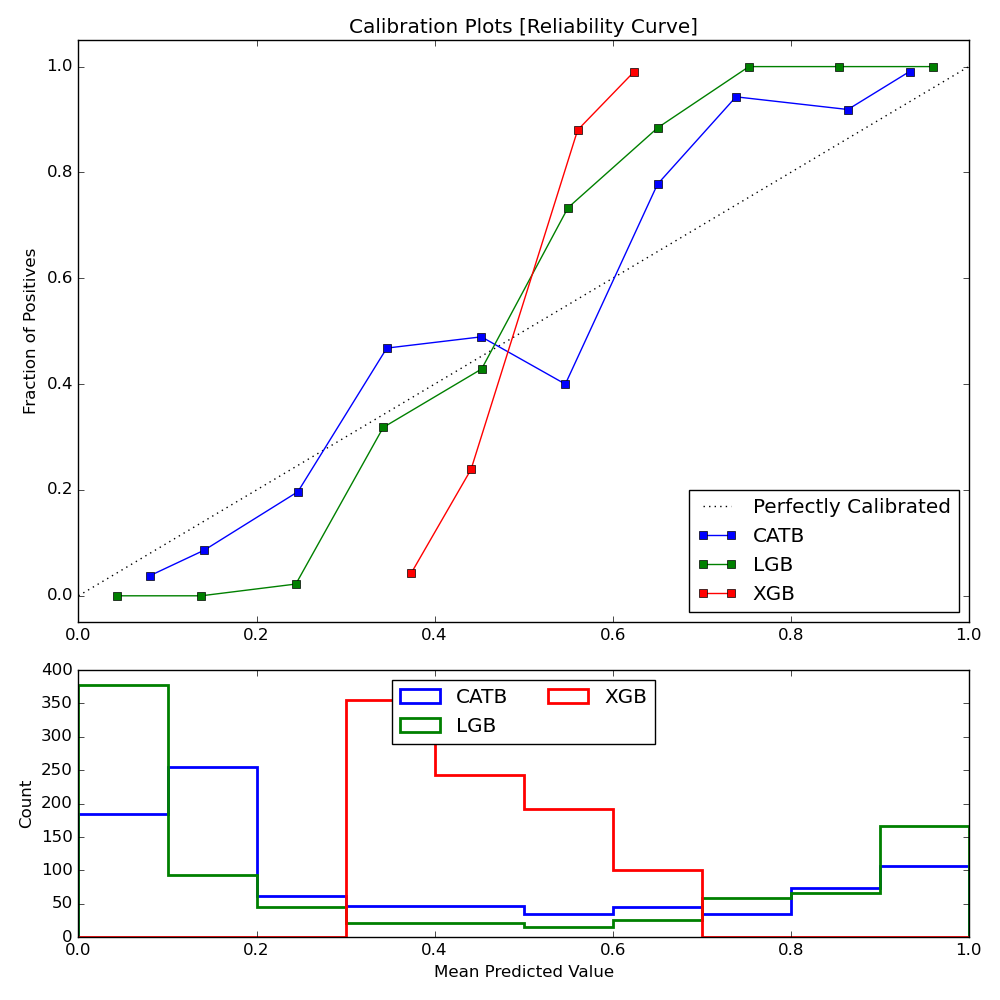 Calibration Plots [Reliability Curve]
1.0
0.8
0.6
0.4
0.2
0.0
Fraction of Positives
0.0 0.2 0.4 0.6 0.8 1.0
Perfectly Calibrated
CATB
LGB
XGB
400
350
300
250
200
150
100
50
0
Count
CATB XGB
LGB
0.0 0.2 0.4 0.6 0.8 1.0
Mean Predicted Value